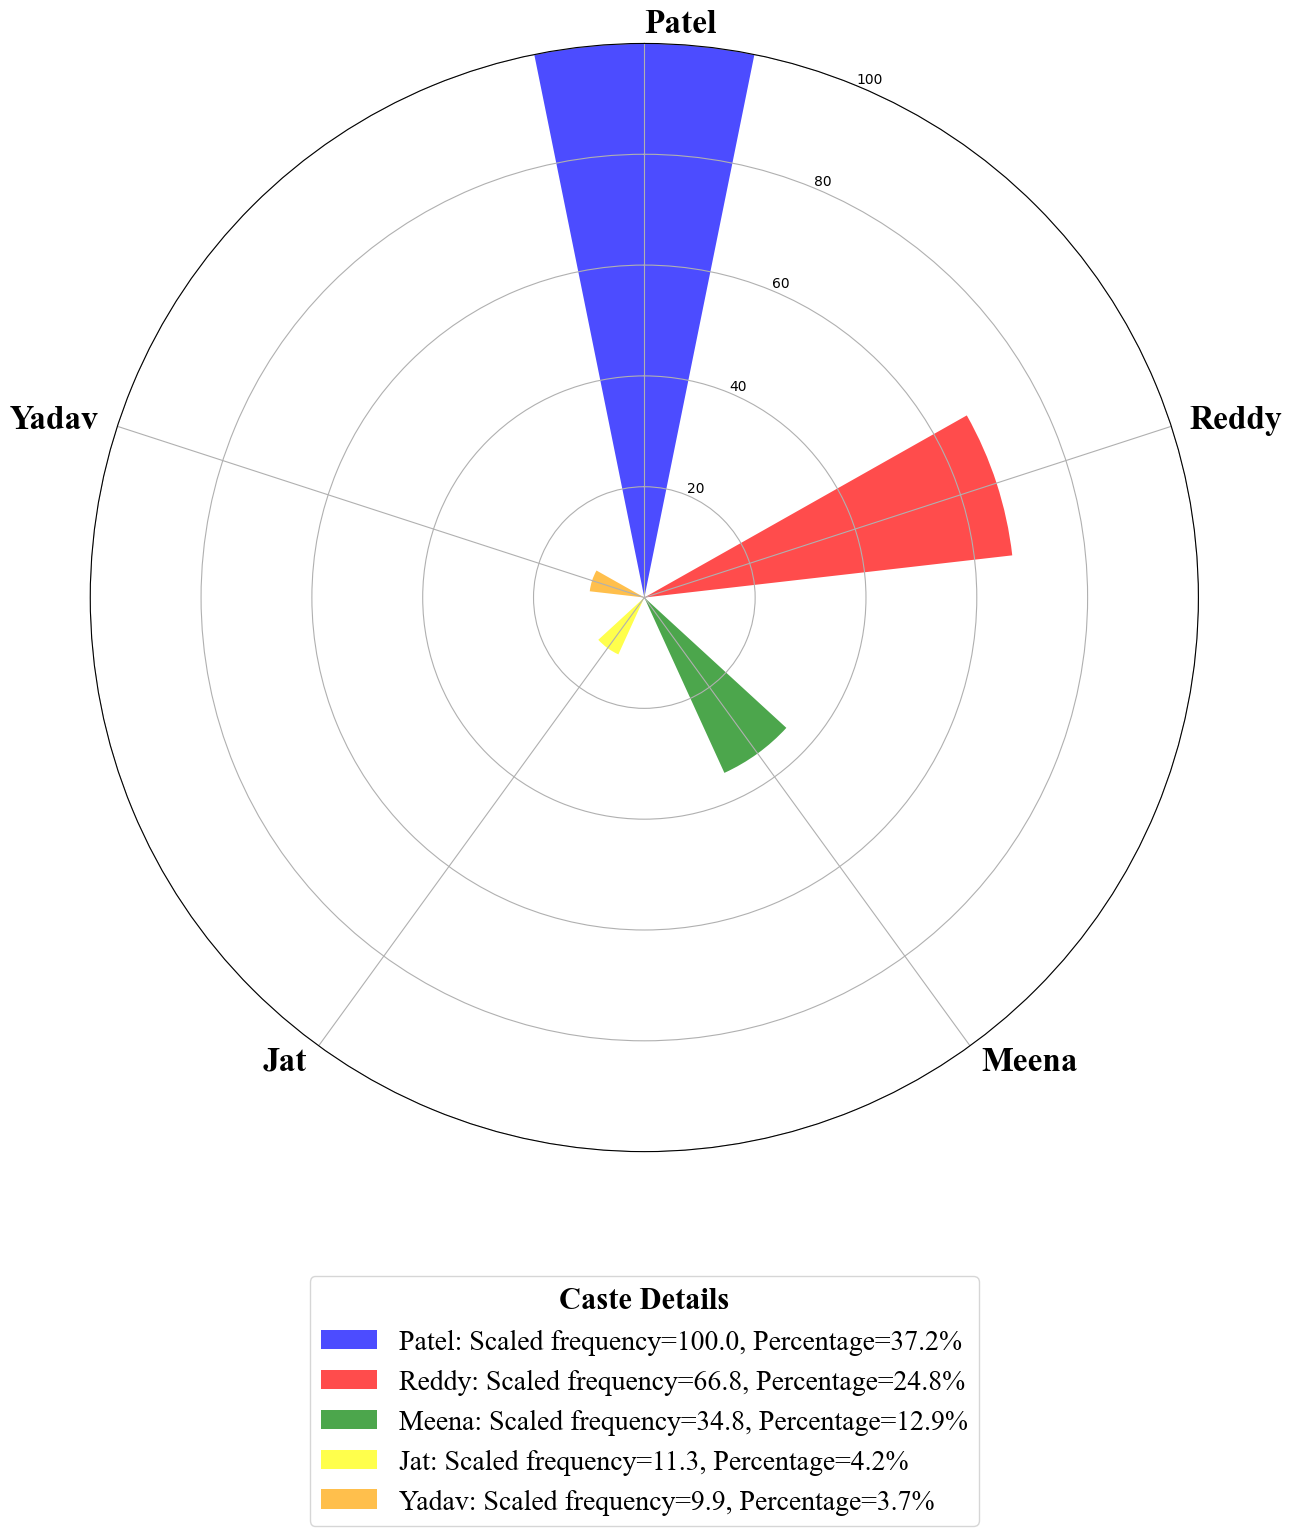 Patel
100
80
60
40
20
Yadav
Reddy
Jat
Meena
Caste Details
Patel: Scaled frequency=100.0, Percentage=37.2%
Reddy: Scaled frequency=66.8, Percentage=24.8%
Meena: Scaled frequency=34.8, Percentage=12.9%
Jat: Scaled frequency=11.3, Percentage=4.2%
Yadav: Scaled frequency=9.9, Percentage=3.7%